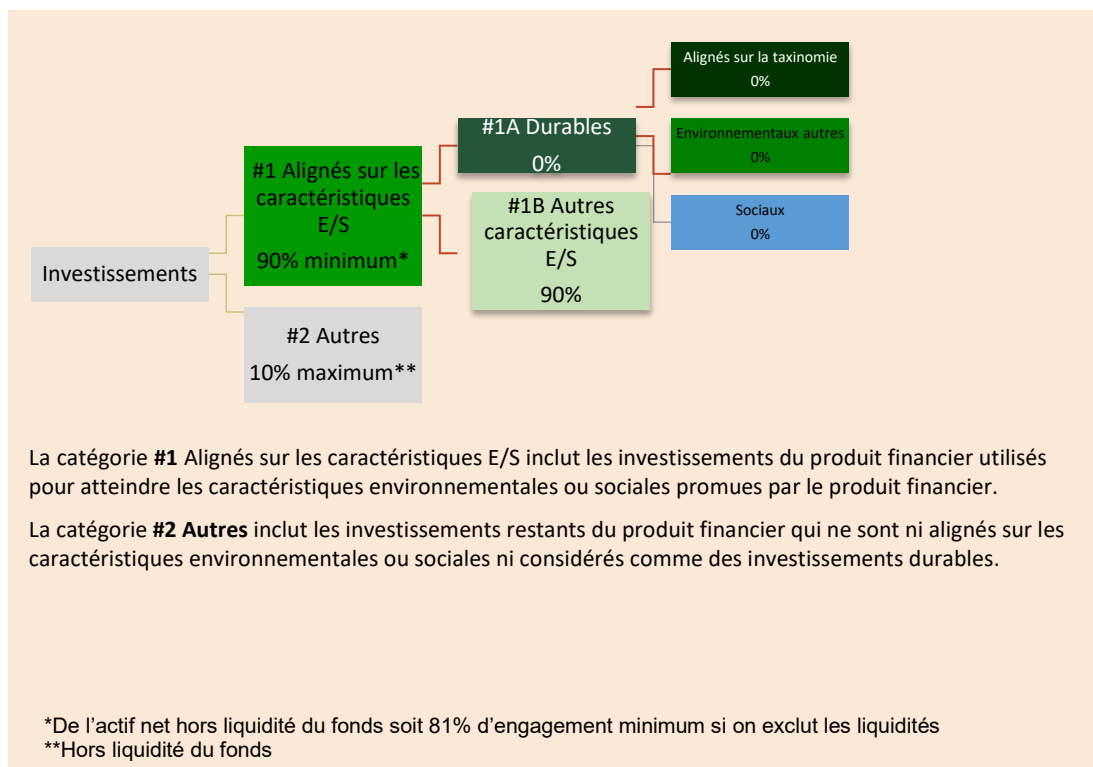 Investissements
#1 Alignés sur les
caractéristiques
E/S
90% minimum*
#2 Autres
10% maximum**
#1A Durables
0%
#1B Autres
caractéristiques
E/S
90%
Alignés sur la taxinomie
0%
Environnementaux autres
0%
Sociaux
0%
La catégorie #1 Alignés sur les caractéristiques E/S inclut les investissements du produit financier utilisés
pour atteindre les caractéristiques environnementales ou sociales promues par le produit financier.
La catégorie #2 Autres inclut les investissements restants du produit financier qui ne sont ni alignés sur les
caractéristiques environnementales ou sociales ni considérés comme des investissements durables.
*De l’actif net hors liquidité du fonds soit 81% d’engagement minimum si on exclut les liquidités
**Hors liquidité du fonds